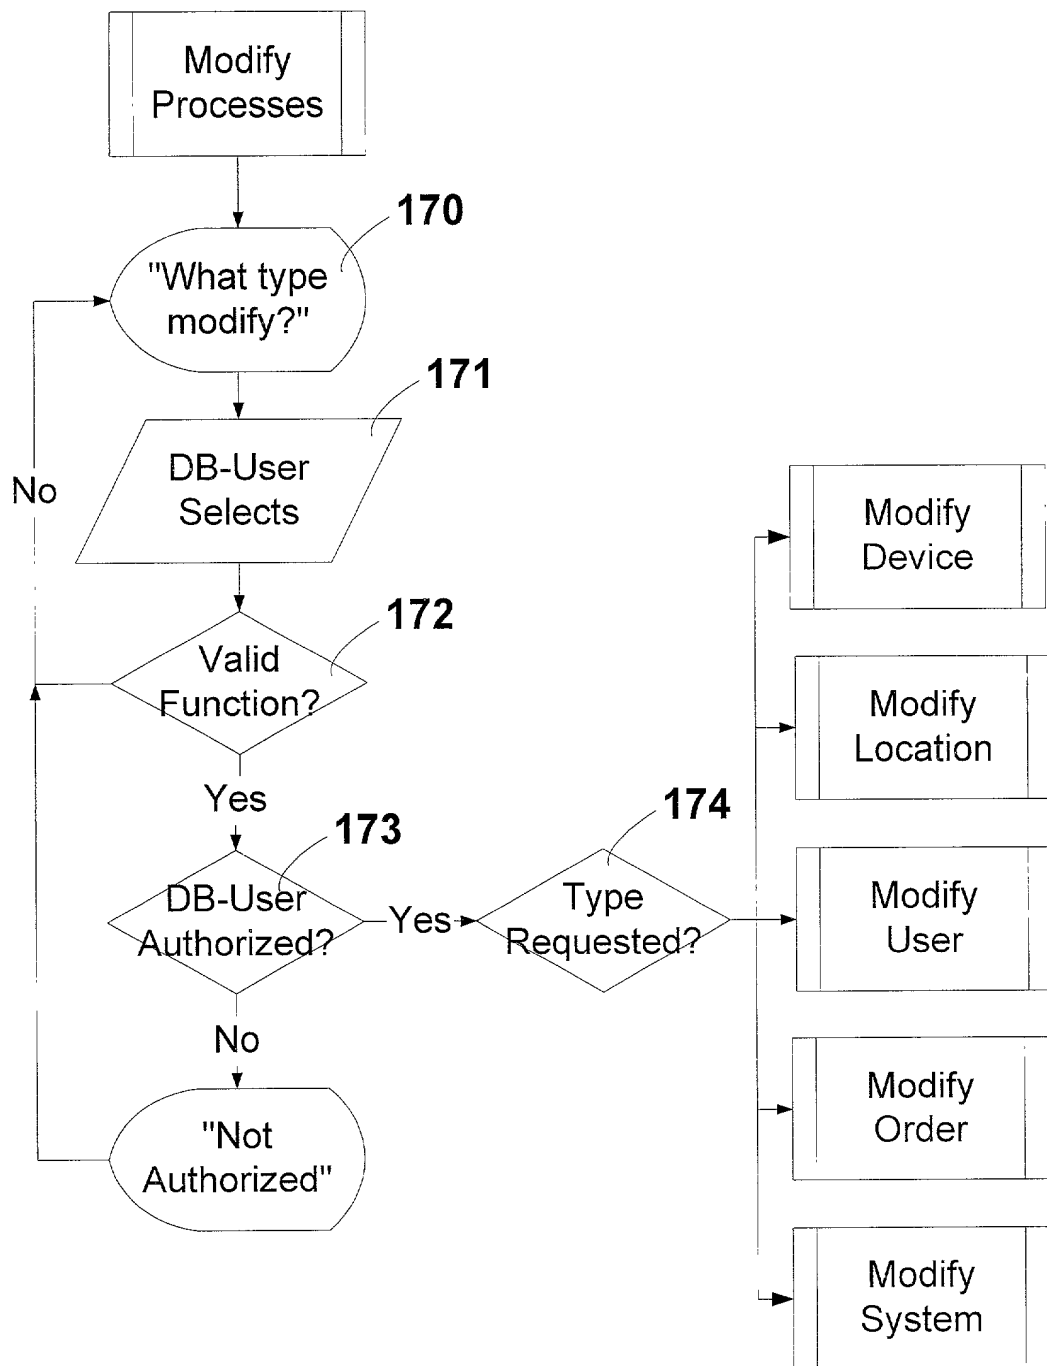 Modify
Processes
170
"What type
modify?"
171
DB-User
Selects
No
172
Valid
Function?
Yes
173
DB-User
Authorized?
Yes
174
Type
Requested?
No
"Not
Authorized"
Modify
Device
Modify
Location
Modify
User
Modify
Order
Modify
System